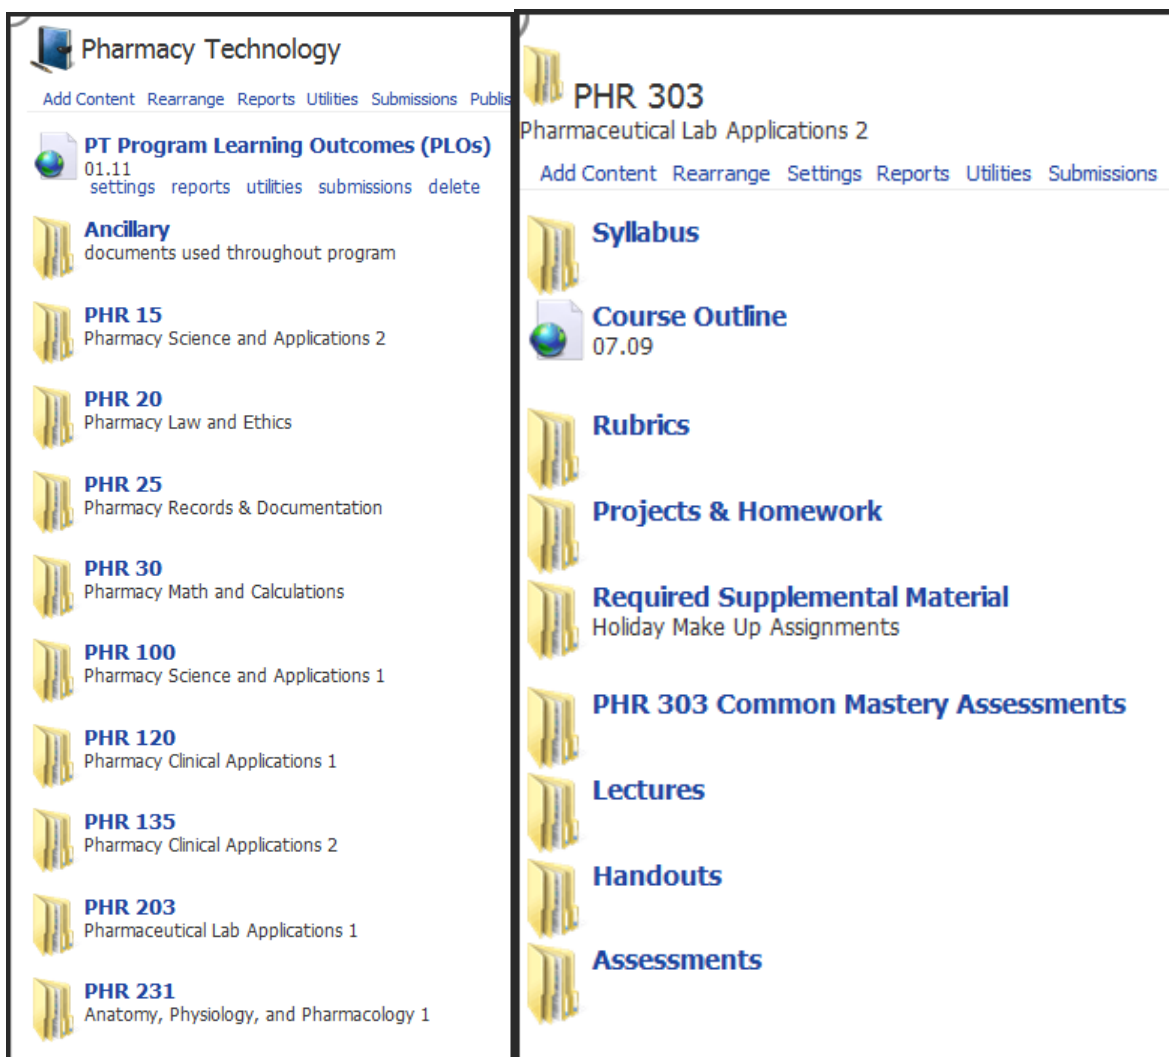 Pharmacy Technology
Add Content Rearrange Reports Utilities Submissions Publis
PT Program Learning Outcomes (PLOs)
01.11
settings reports utilities submissions delete
Ancillary
documents used throughout program
PHR 15
Pharmacy Science and Applications 2
PHR 20
Pharmacy Law and Ethics
PHR 25
Pharmacy Records & Documentation
PHR 30
Pharmacy Math and Calculations
PHR 100
Pharmacy Science and Applications 1
PHR 120
Pharmacy Clinical Applications 1
PHR 135
Pharmacy Clinical Applications 2
PHR 203
Pharmaceutical Lab Applications 1
PHR 231
Anatomy, Physiology, and Pharmacology 1
PHR 303
Pharmaceutical Lab Applications 2
Add Content Rearrange Settings Reports Utilities Submissions
Syllabus
Course Outline
07.09
Rubrics
Projects & Homework
Required Supplemental Material
Holiday Make Up Assignments
PHR 303 Common Mastery Assessments
Lectures
Handouts
Assessments